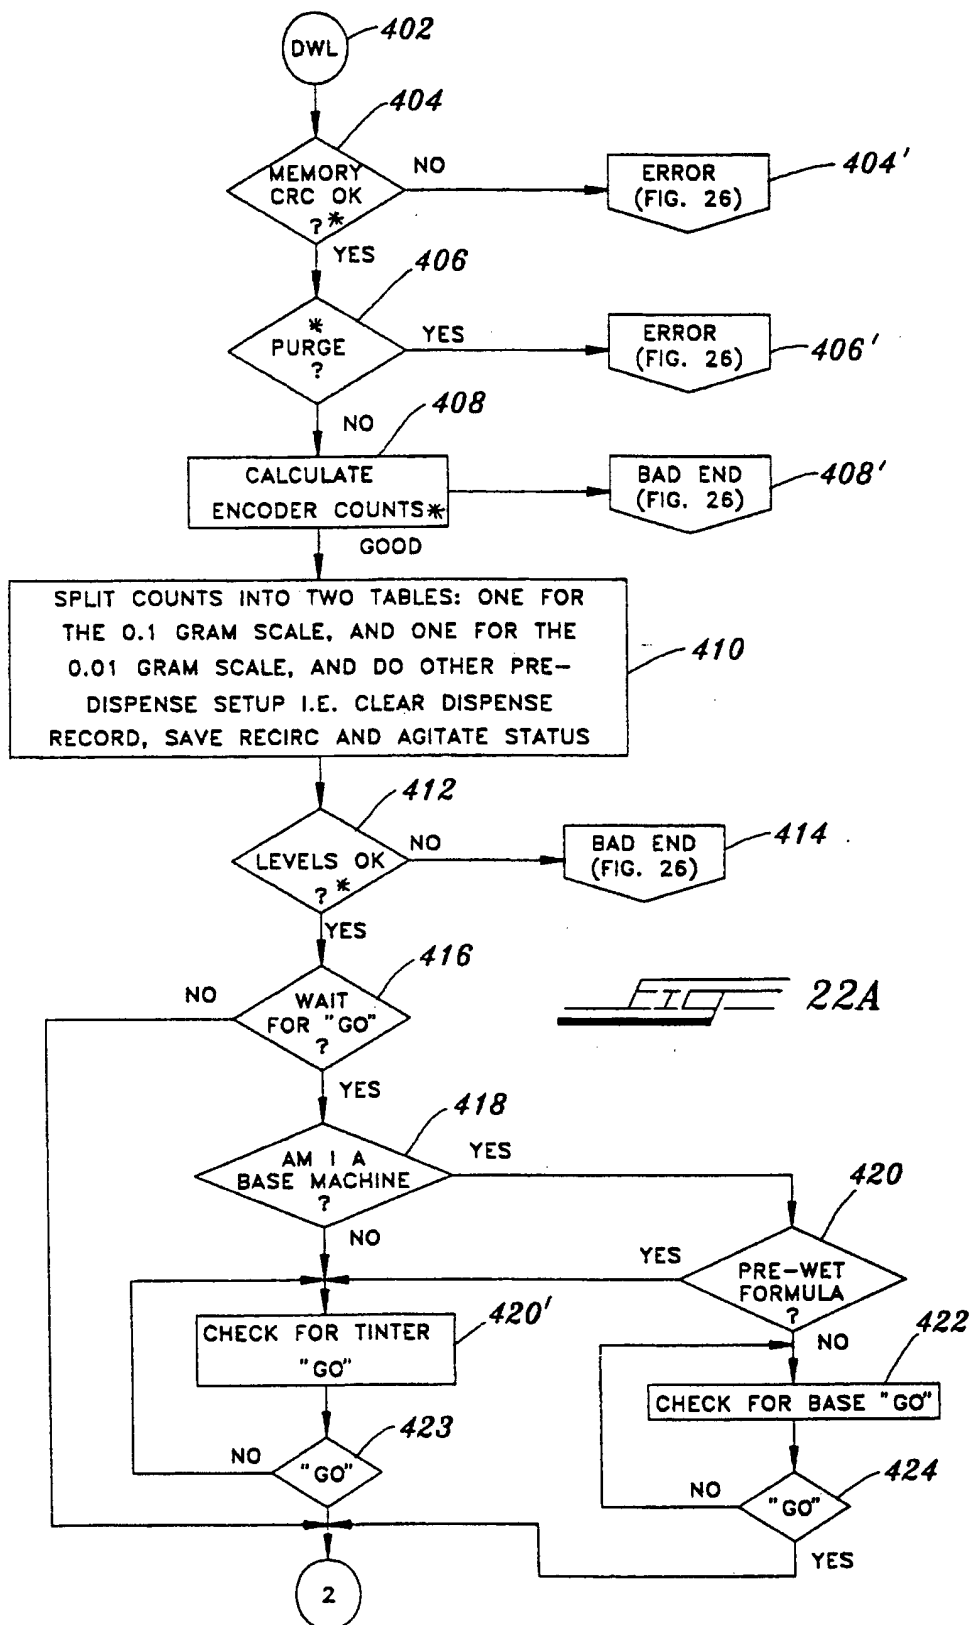 DWL
402
404
MEMORY
CRC OK
?*
NO
ERROR
(FIG. 26)
404'
YES
406
*
PURGE
?
YES
ERROR
(FIG. 26)
406'
NO
408
CALCULATE
ENCODER COUNTS*
BAD END
(FIG. 26)
408'
GOOD
SPLIT COUNTS INTO TWO TABLES: ONE FOR
THE 0.1 GRAM SCALE, AND ONE FOR THE
0.01 GRAM SCALE, AND DO OTHER PRE-
DISPENSE SETUP I.E. CLEAR DISPENSE
RECORD, SAVE RECIRC AND AGITATE STATUS
410
412
LEVELS OK
?*
NO
BAD END
(FIG. 26)
414
YES
416
NO
WAIT
FOR "GO"
?
FIG 22A
YES
418
AM I A
BASE MACHINE
?
YES
NO
420
YES
PRE-WET
FORMULA
?
CHECK FOR TINTER
"GO"
420'
NO
422
CHECK FOR BASE "GO"
423
NO
"GO"
424
NO
"GO"
YES
2